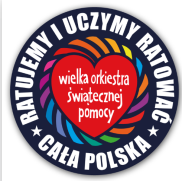 RATUJEMY I UCZYMY RATOWAĆ
wielka orkiestra
świątecznej
pomocy
CAŁA POLSKA